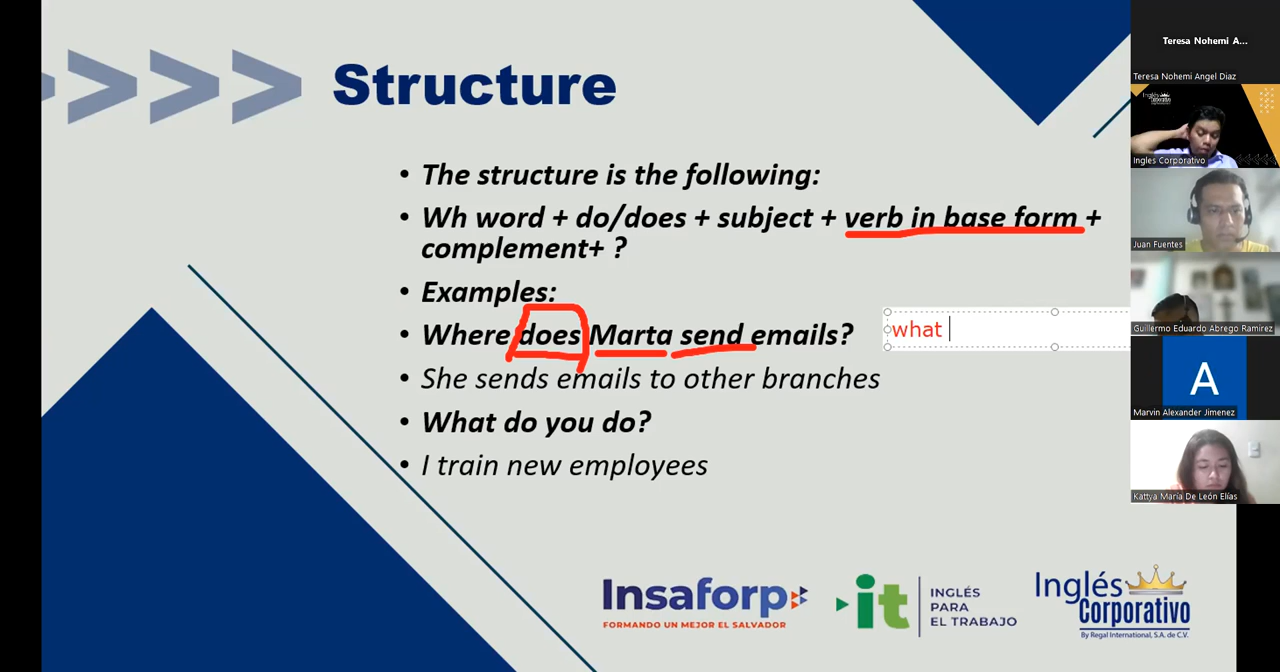 Structure
• The structure is the following:
• Wh word + do/does + subject + verb in base form +
complement+ ?
• Examples:
• Where does Marta send emails?
what
• She sends emails to other branches
• What do you do?
• I train new employees
Insaforp
FORMANDO UN MEJOR EL SALVADOR
it
INGLÉS
PARA
EL TRABAJO
Inglés
Corporativo
By Regal International, S.A. de C.V.
Teresa Nohemi A...
Teresa Nohemi Angel Diaz
Inglés Corporativo
Ingles Corporativo
Juan Fuentes
Guillermo Eduardo Abrego Ramirez
A
Marvin Alexander Jimenez
Kattya María De León Elías